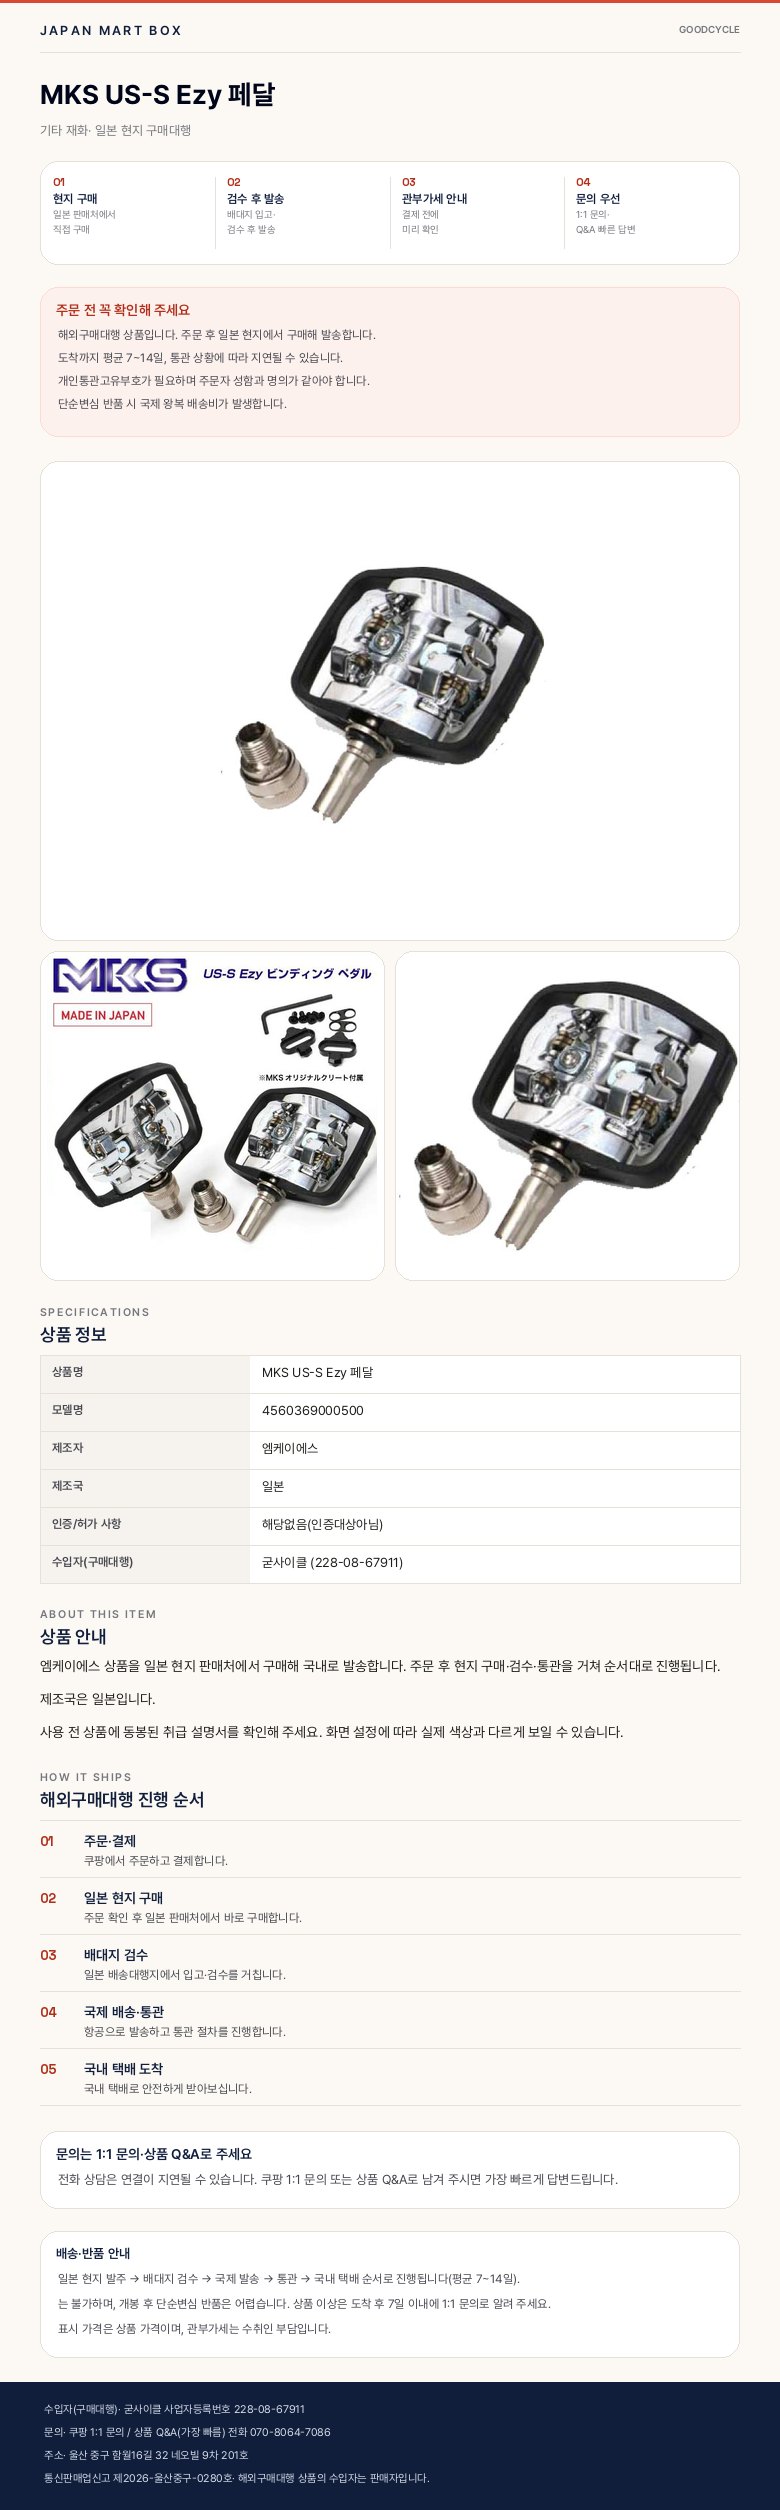 JAPAN MART BOX
GOODCYCLE
MKS US-S Ezy 페달
기타 재화· 일본 현지 구매대행
01
현지 구매
일본 판매처에서
직접 구매
02
검수 후 발송
배대지 입고·
검수 후 발송
03
관부가세 안내
결제 전에
미리 확인
04
문의 우선
1:1 문의·
Q&A 빠른 답변
주문 전 꼭 확인해 주세요
해외구매대행 상품입니다. 주문 후 일본 현지에서 구매해 발송합니다.
도착까지 평균 7~14일, 통관 상황에 따라 지연될 수 있습니다.
개인통관고유부호가 필요하며 주문자 성함과 명의가 같아야 합니다.
단순변심 반품 시 국제 왕복 배송비가 발생합니다.
MKS US-S Ezy ビンディング ペダル
MADE IN JAPAN
※MKS オリジナルクリート付属
SPECIFICATIONS
상품 정보
상품명 MKS US-S Ezy 페달
모델명 4560369000500
제조자 엠케이에스
제조국 일본
인증/허가 사항 해당없음(인증대상아님)
수입자(구매대행) 굳사이클 (228-08-67911)
ABOUT THIS ITEM
상품 안내
엠케이에스 상품을 일본 현지 판매처에서 구매해 국내로 발송합니다. 주문 후 현지 구매·검수·통관을 거쳐 순서대로 진행됩니다.
제조국은 일본입니다.
사용 전 상품에 동봉된 취급 설명서를 확인해 주세요. 화면 설정에 따라 실제 색상과 다르게 보일 수 있습니다.
HOW IT SHIPS
해외구매대행 진행 순서
01 주문·결제
쿠팡에서 주문하고 결제합니다.
02 일본 현지 구매
주문 확인 후 일본 판매처에서 바로 구매합니다.
03 배대지 검수
일본 배송대행지에서 입고·검수를 거칩니다.
04 국제 배송·통관
항공으로 발송하고 통관 절차를 진행합니다.
05 국내 택배 도착
국내 택배로 안전하게 받아보십니다.
문의는 1:1 문의·상품 Q&A로 주세요
전화 상담은 연결이 지연될 수 있습니다. 쿠팡 1:1 문의 또는 상품 Q&A로 남겨 주시면 가장 빠르게 답변드립니다.
배송·반품 안내
일본 현지 발주 → 배대지 검수 → 국제 발송 → 통관 → 국내 택배 순서로 진행됩니다(평균 7~14일).
는 불가하며, 개봉 후 단순변심 반품은 어렵습니다. 상품 이상은 도착 후 7일 이내에 1:1 문의로 알려 주세요.
표시 가격은 상품 가격이며, 관부가세는 수취인 부담입니다.
수입자(구매대행)· 굳사이클 사업자등록번호 228-08-67911
문의· 쿠팡 1:1 문의 / 상품 Q&A(가장 빠름) 전화 070-8064-7086
주소· 울산 중구 함월16길 32 네오빌 9차 201호
통신판매업신고 제2026-울산중구-0280호· 해외구매대행 상품의 수입자는 판매자입니다.